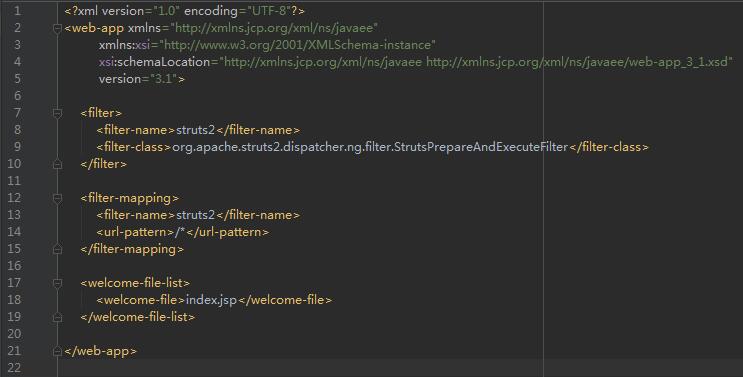 1 <?xml version="1.0" encoding="UTF-8"?>
2 <web-app xmlns="http://xmlns.jcp.org/xml/ns/javaee"
3 xmlns:xsi="http://www.w3.org/2001/XMLSchema-instance"
4 xsi:schemaLocation="http://xmlns.jcp.org/xml/ns/javaee http://xmlns.jcp.org/xml/ns/javaee/web-app_3_1.xsd"
5 version="3.1">
6
7 <filter>
8 <filter-name>struts2</filter-name>
9 <filter-class>org.apache.struts2.dispatcher.ng.filter.StrutsPrepareAndExecuteFilter</filter-class>
10 </filter>
11
12 <filter-mapping>
13 <filter-name>struts2</filter-name>
14 <url-pattern>/*</url-pattern>
15 </filter-mapping>
16
17 <welcome-file-list>
18 <welcome-file>index.jsp</welcome-file>
19 </welcome-file-list>
20
21 </web-app>
22